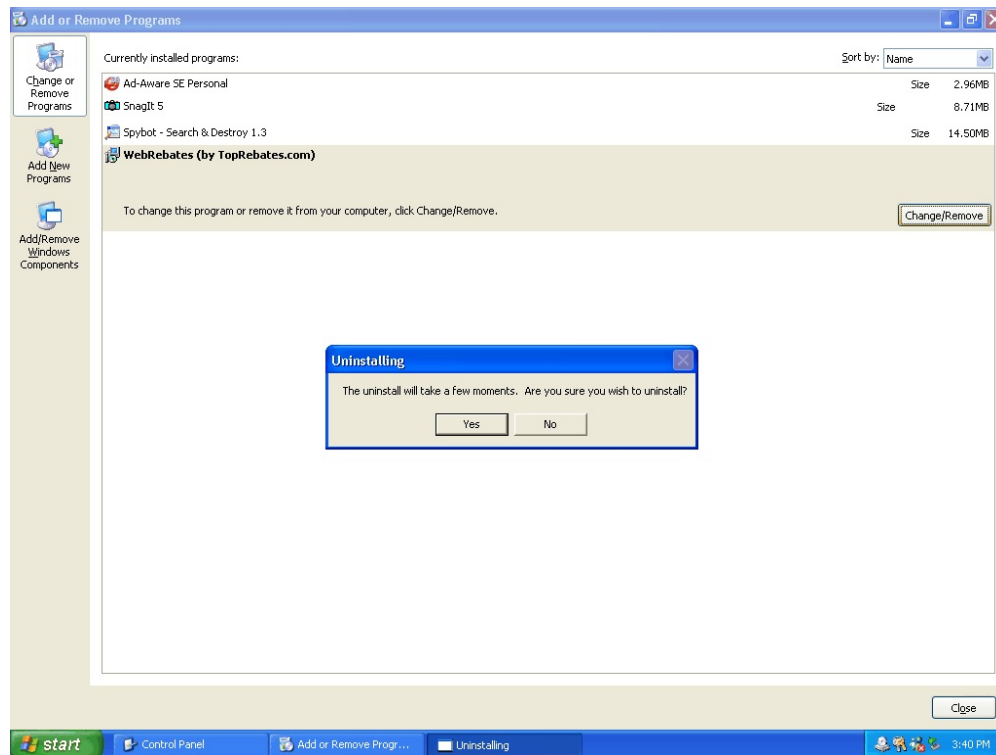 Add or Remove Programs
Change or
Remove
Programs
Add New
Programs
Add/Remove
Windows
Components
Currently installed programs:
Sort by: Name
Ad-Aware SE Personal Size 2.96MB
SnagIt 5 Size 8.71MB
Spybot - Search & Destroy 1.3 Size 14.50MB
WebRebates (by TopRebates.com)
To change this program or remove it from your computer, click Change/Remove.
Change/Remove
Uninstalling
The uninstall will take a few moments. Are you sure you wish to uninstall?
Yes No
Close
start Control Panel Add or Remove Progr... Uninstalling 3:40 PM